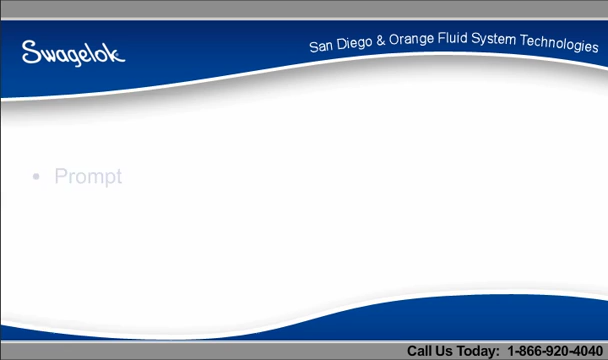 Swagelok
San Diego & Orange Fluid System Technologies
• Prompt
Call Us Today: 1-866-920-4040